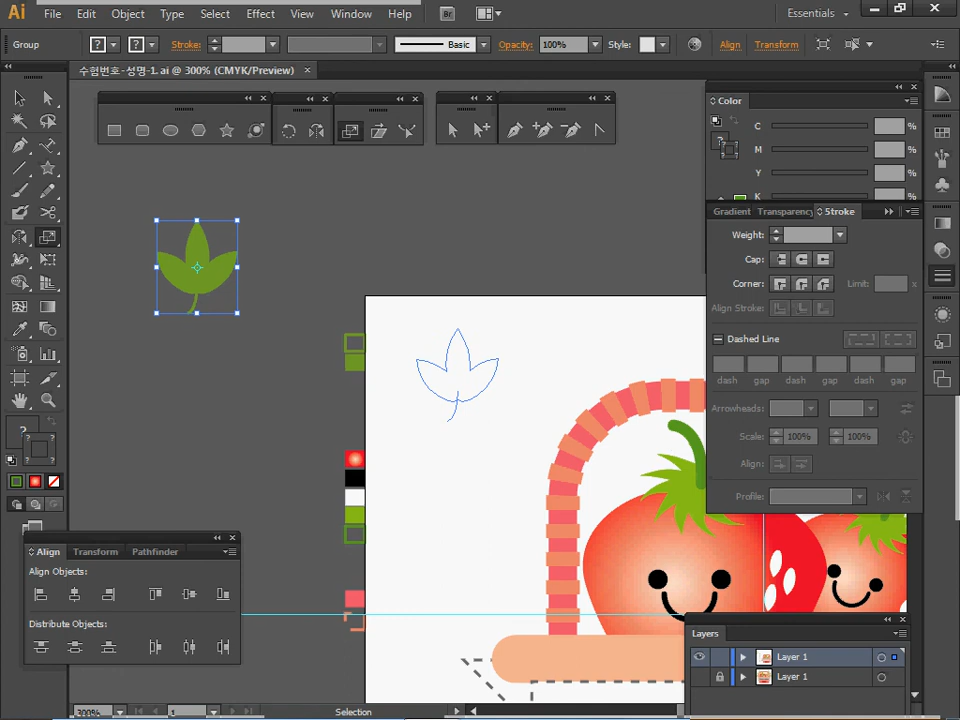 Ai File Edit Object Type Select Effect View Window Help Br Essentials
Group ? ? Stroke: Basic Opacity: 100% Style: Align Transform
수험번호-성명-1. ai @ 300% (CMYK/Preview) ×
Color
C %
M %
Y %
K %
Gradient Transparency Stroke
Weight:
Cap:
Corner: Limit: x
Align Stroke:
Dashed Line
dash gap dash gap dash gap
Arrowheads:
Scale: 100% 100%
Align:
Profile:
?
Align Transform Pathfinder
Align Objects:
Distribute Objects:
Layers
Layer 1
Layer 1
300% 1 Selection